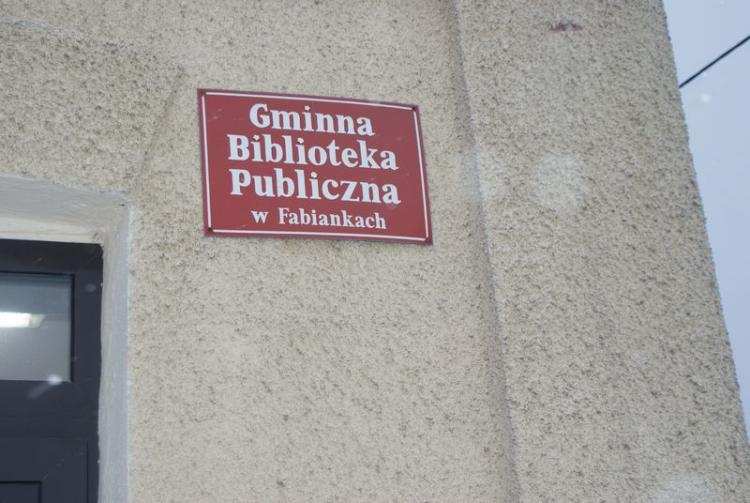 Gminna
Biblioteka
Publiczna
w Fabiankach